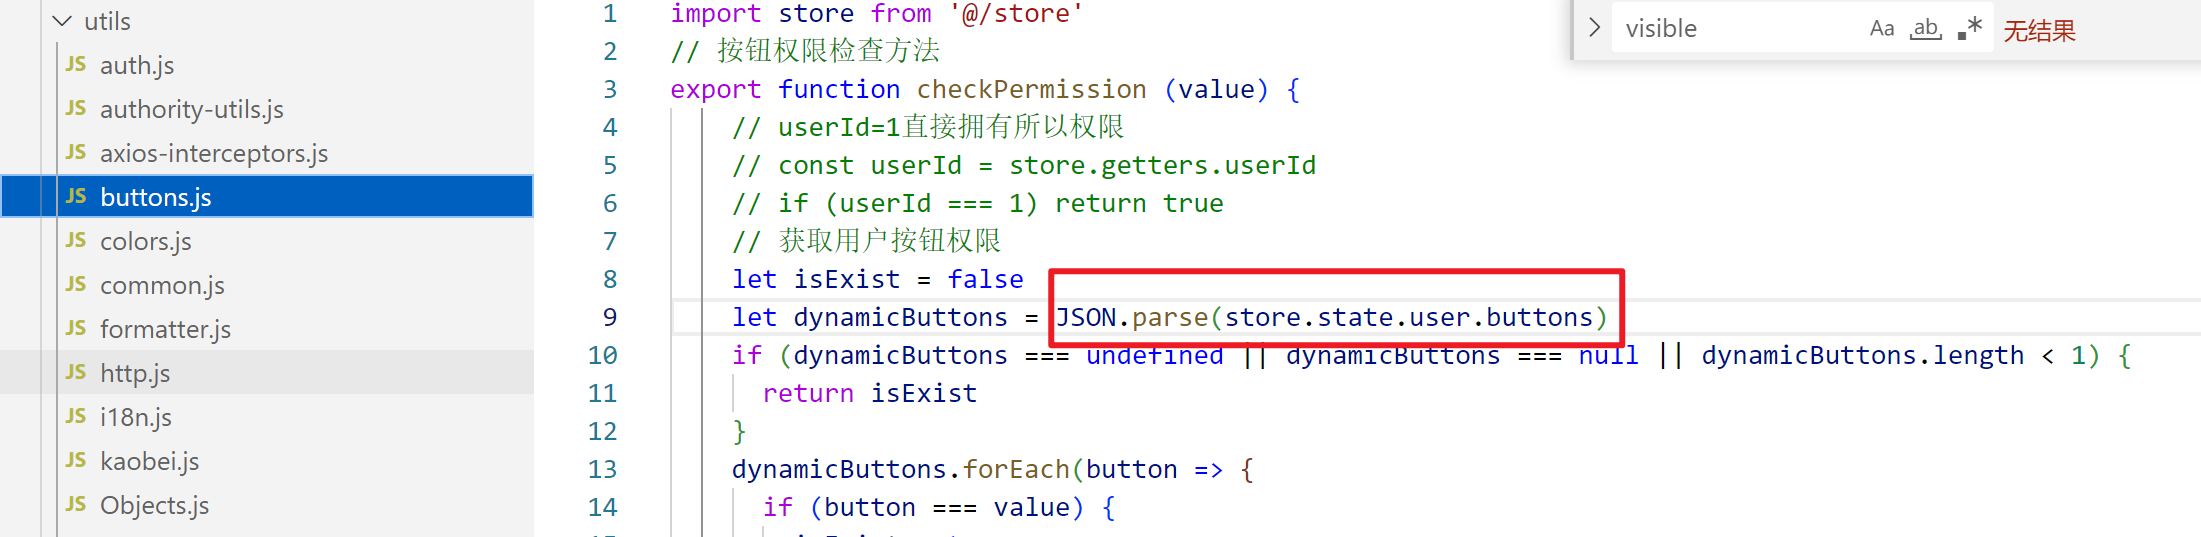 utils
JS auth.js
JS authority-utils.js
JS axios-interceptors.js
JS buttons.js
JS colors.js
JS common.js
JS formatter.js
JS http.js
JS i18n.js
JS kaobei.js
JS Objects.js
1 import store from '@/store'
2 // 按钮权限检查方法
3 export function checkPermission (value) {
4 // userId=1直接拥有所以权限
5 // const userId = store.getters.userId
6 // if (userId === 1) return true
7 // 获取用户按钮权限
8 let isExist = false
9 let dynamicButtons = JSON.parse(store.state.user.buttons)
10 if (dynamicButtons === undefined || dynamicButtons === null || dynamicButtons.length < 1) {
11 return isExist
12 }
13 dynamicButtons.forEach(button => {
14 if (button === value) {
visible Aa ab .* 无结果